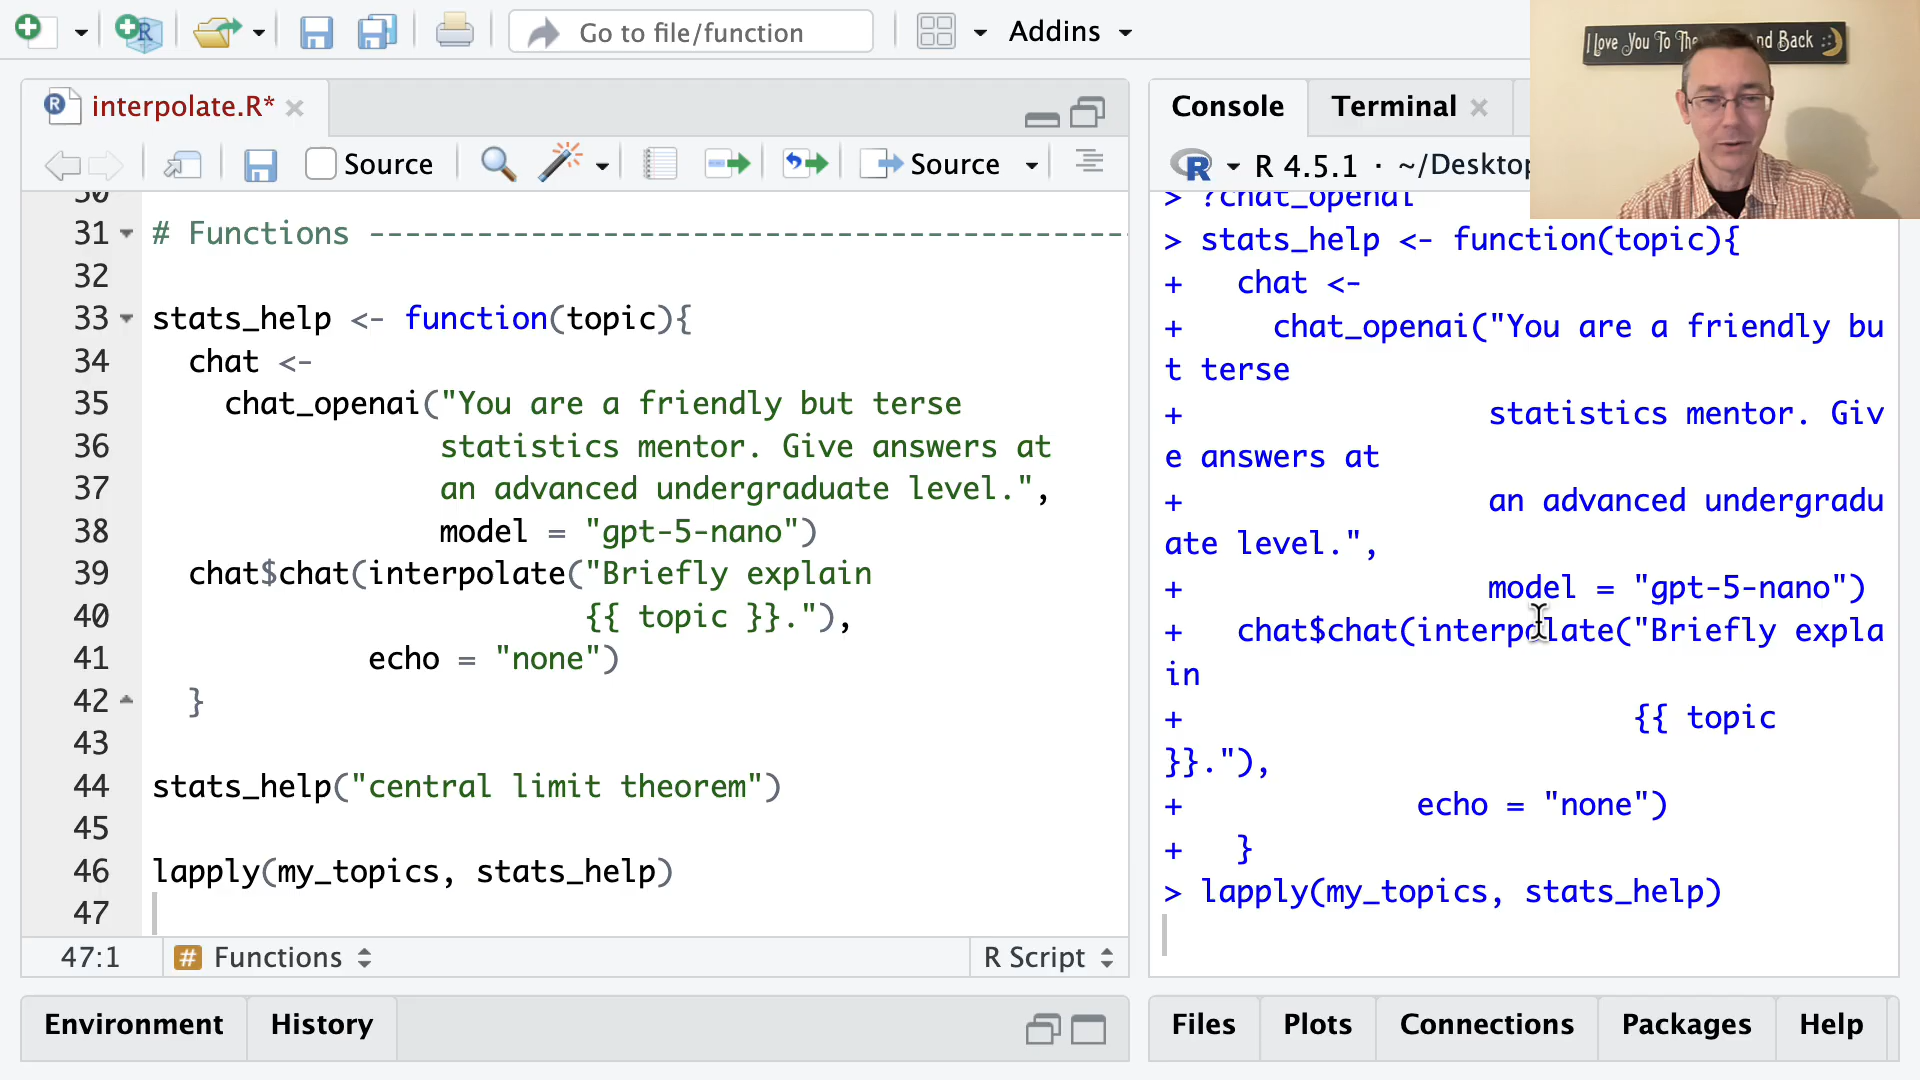 Go to file/function
Addins
I Love You To The nd Back
interpolate.R*
Source
Source
31 # Functions ------------------------------------------
32
33 stats_help <- function(topic){
34 chat <-
35 chat_openai("You are a friendly but terse
36 statistics mentor. Give answers at
37 an advanced undergraduate level.",
38 model = "gpt-5-nano")
39 chat$chat(interpolate("Briefly explain
40 {{ topic }}."),
41 echo = "none")
42 }
43
44 stats_help("central limit theorem")
45
46 lapply(my_topics, stats_help)
47
47:1
# Functions
R Script
Environment
History
Console
Terminal
R 4.5.1 · ~/Desktop
> ?chat_openai
> stats_help <- function(topic){
+ chat <-
+ chat_openai("You are a friendly bu
t terse
+ statistics mentor. Giv
e answers at
+ an advanced undergradu
ate level.",
+ model = "gpt-5-nano")
+ chat$chat(interpolate("Briefly expla
in
+ {{ topic
}}."),
+ echo = "none")
+ }
> lapply(my_topics, stats_help)
Files
Plots
Connections
Packages
Help